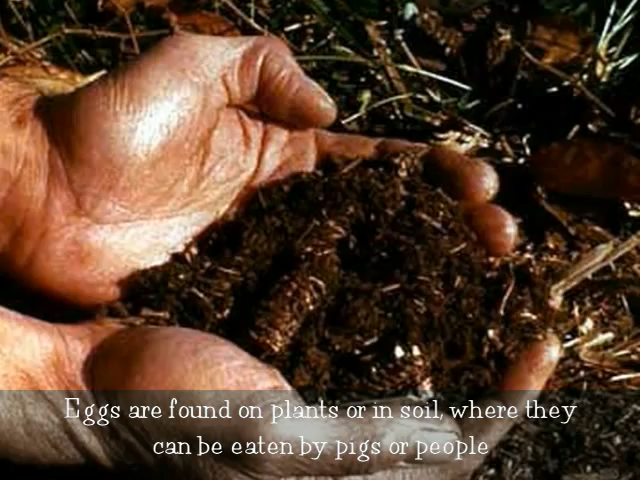 Eggs are found on plants or in soil, where they
can be eaten by pigs or people